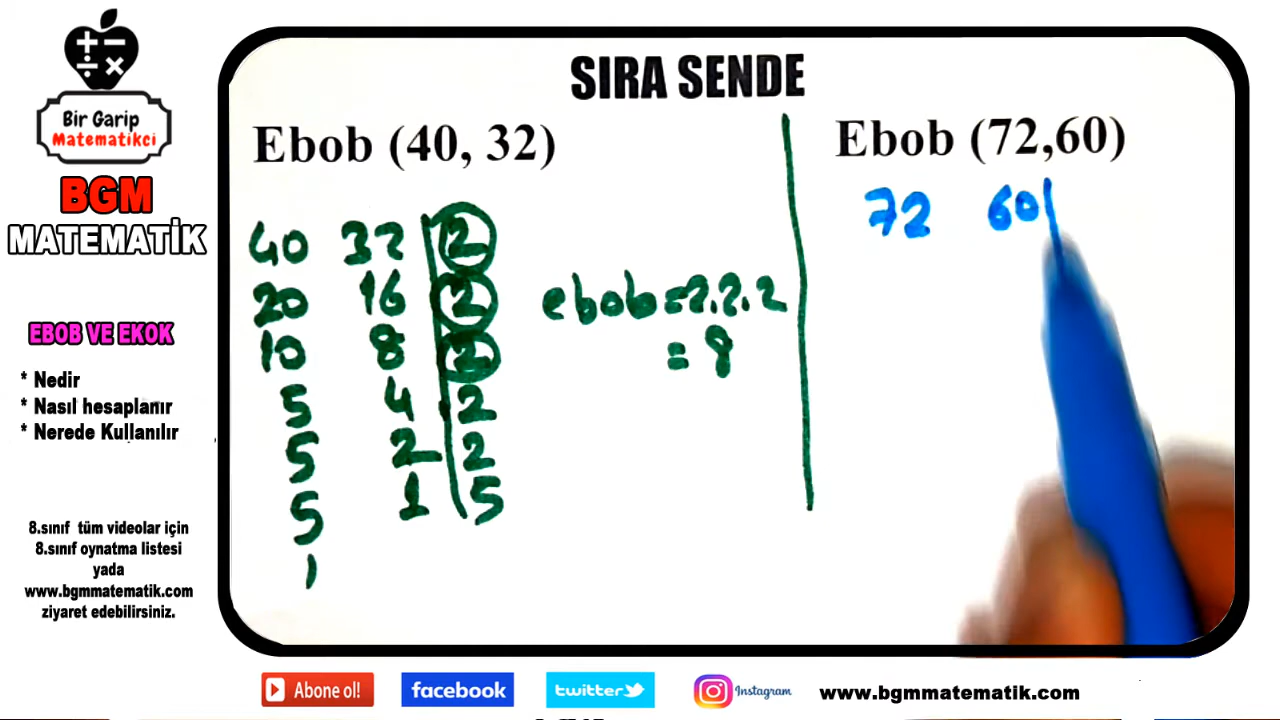 Bir Garip
Matematikci
BGM
MATEMATİK
EBOB VE EKOK
* Nedir
* Nasıl hesaplanır
* Nerede Kullanılır
8.sınıf tüm videolar için
8.sınıf oynatma listesi
yada
www.bgmmatematik.com
ziyaret edebilirsiniz.
SIRA SENDE
Ebob (40, 32)
40 32 2
20 16 2
10 8 2
5 4 2
5 2 2
5 1 5
1
ebob=2.2.2
= 8
Ebob (72,60)
72 60
Abone ol!
facebook
twitter
Instagram
www.bgmmatematik.com